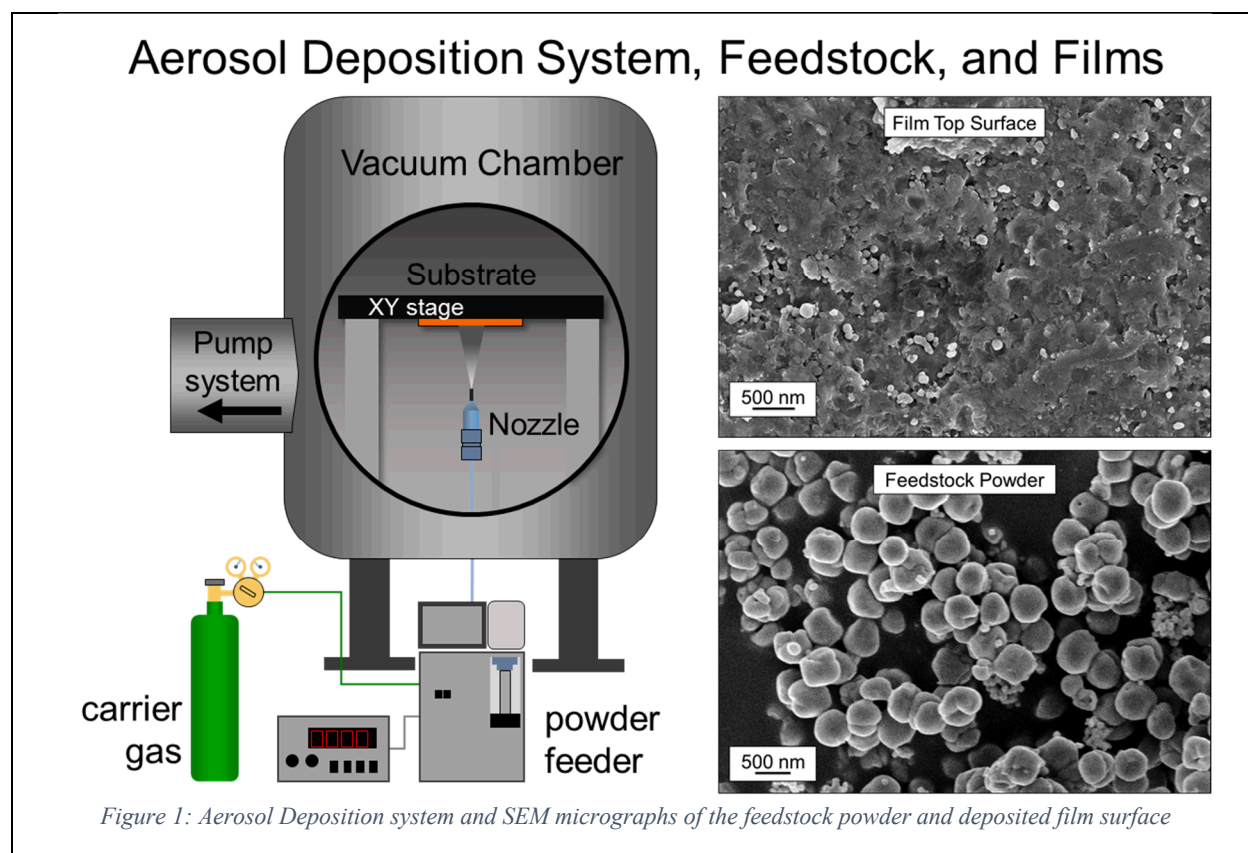 Aerosol Deposition System, Feedstock, and Films
Vacuum Chamber
Substrate
XY stage
Pump
system
Nozzle
carrier
gas
powder
feeder
Film Top Surface
500 nm
Feedstock Powder
500 nm
Figure 1: Aerosol Deposition system and SEM micrographs of the feedstock powder and deposited film surface